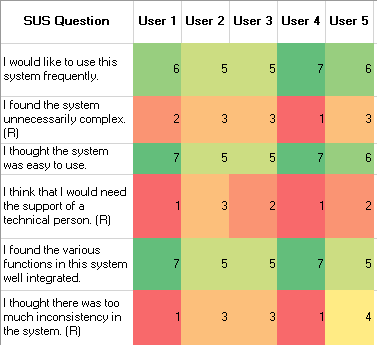 SUS Question User 1 User 2 User 3 User 4 User 5
I would like to use this
system frequently. 6 5 5 7 6
I found the system
unnecessarily complex.
(R) 2 3 3 1 3
I thought the system
was easy to use. 7 5 5 7 6
I think that I would need
the support of a
technical person. (R) 1 3 2 1 2
I found the various
functions in this system
well integrated. 7 5 5 7 5
I thought there was too
much inconsistency in
the system. (R) 1 3 3 1 4